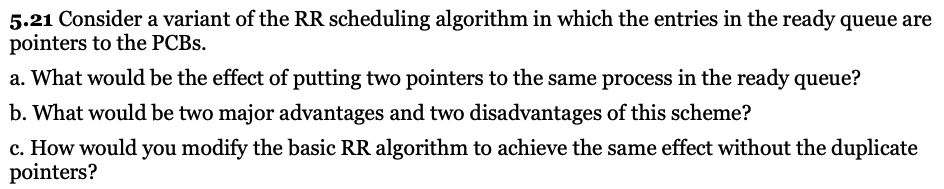 5.21 Consider a variant of the RR scheduling algorithm in which the entries in the ready queue are
pointers to the PCBs.
a. What would be the effect of putting two pointers to the same process in the ready queue?
b. What would be two major advantages and two disadvantages of this scheme?
c. How would you modify the basic RR algorithm to achieve the same effect without the duplicate
pointers?